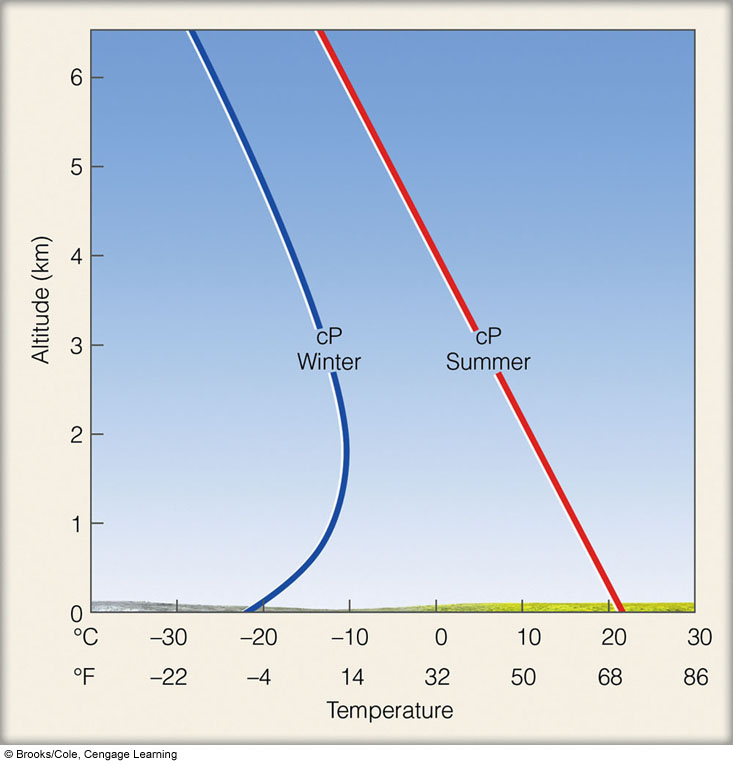 6
5
4
3
2
1
0
Altitude (km)
cP
Winter
cP
Summer
°C –30 –20 –10 0 10 20 30
°F –22 –4 14 32 50 68 86
Temperature
© Brooks/Cole, Cengage Learning